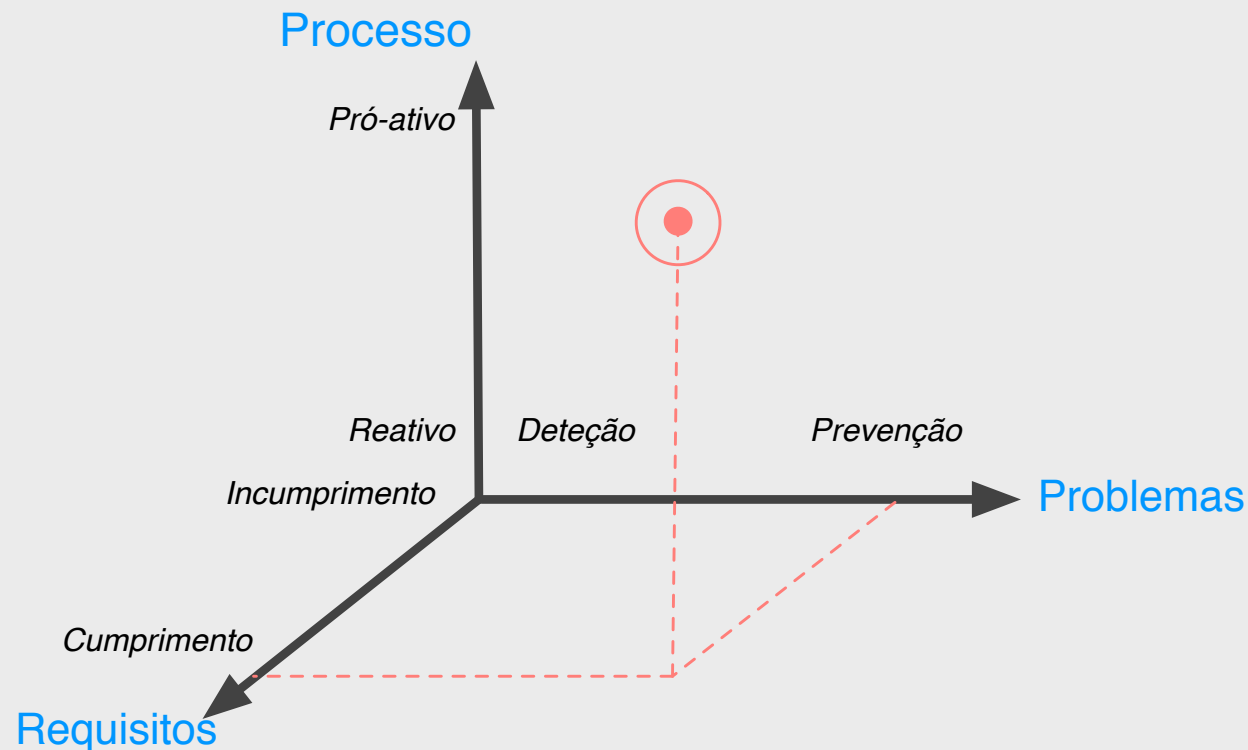 Processo
Pró-ativo
Reativo
Deteção
Prevenção
Incumprimento
Problemas
Cumprimento
Requisitos